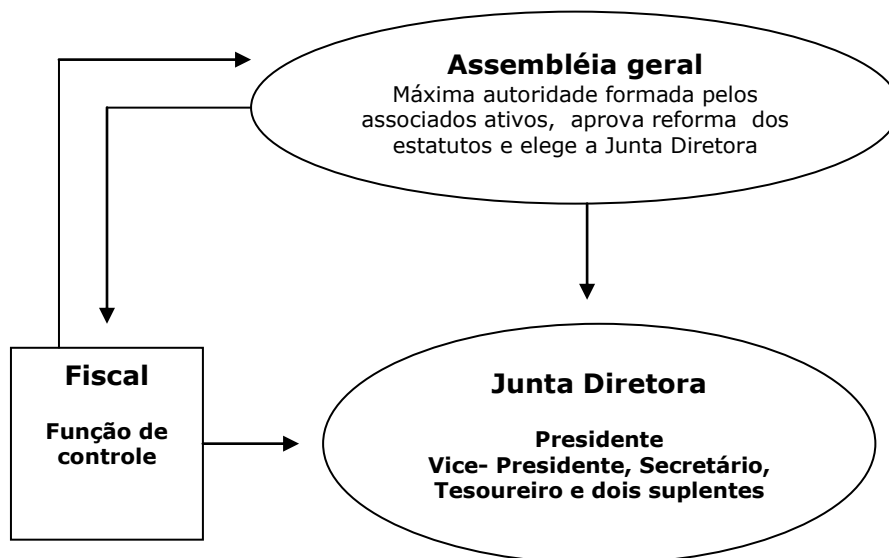 Assembléia geral
Máxima autoridade formada pelos
associados ativos,  aprova reforma  dos
estatutos e elege a Junta Diretora
Fiscal
Função de
controle
Junta Diretora
Presidente
Vice- Presidente, Secretário,
Tesoureiro e dois suplentes